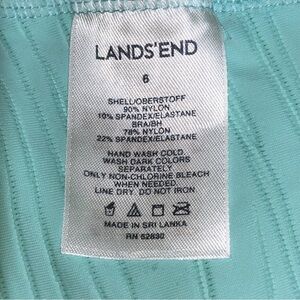 LANDS'END
6
SHELL/OBERSTOFF
90% NYLON
10% SPANDEX/ELASTANE
BRA/BH
78% NYLON
22% SPANDEX/ELASTANE
HAND WASH COLD
WASH DARK COLORS
SEPARATELY
ONLY NON-CHLORINE BLEACH
WHEN NEEDED.
LINE DRY. DO NOT IRON
MADE IN SRI LANKA
RN 62830